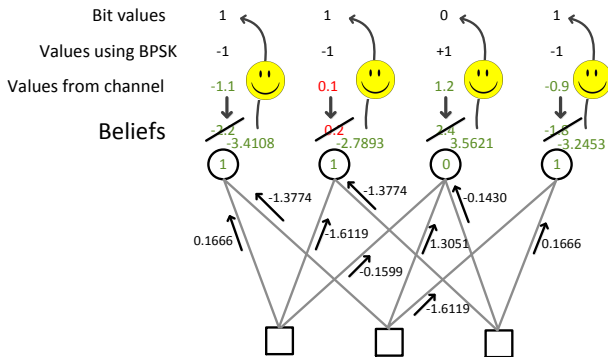 Bit values 1 1 0 1
Values using BPSK -1 -1 +1 -1
Values from channel -1.1 0.1 1.2 -0.9
Beliefs -2.2 0.2 2.4 -1.8
-3.4108 -2.7893 3.5621 -3.2453
1 1 0 1
-1.3774 -1.3774 -0.1430
0.1666 -1.6119 1.3051 0.1666
-0.1599
-1.6119